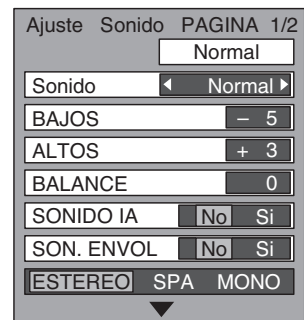 Ajuste Sonido PAGINA 1/2
Normal
Sonido Normal
BAJOS – 5
ALTOS + 3
BALANCE 0
SONIDO IA No Si
SON. ENVOL No Si
ESTEREO SPA MONO